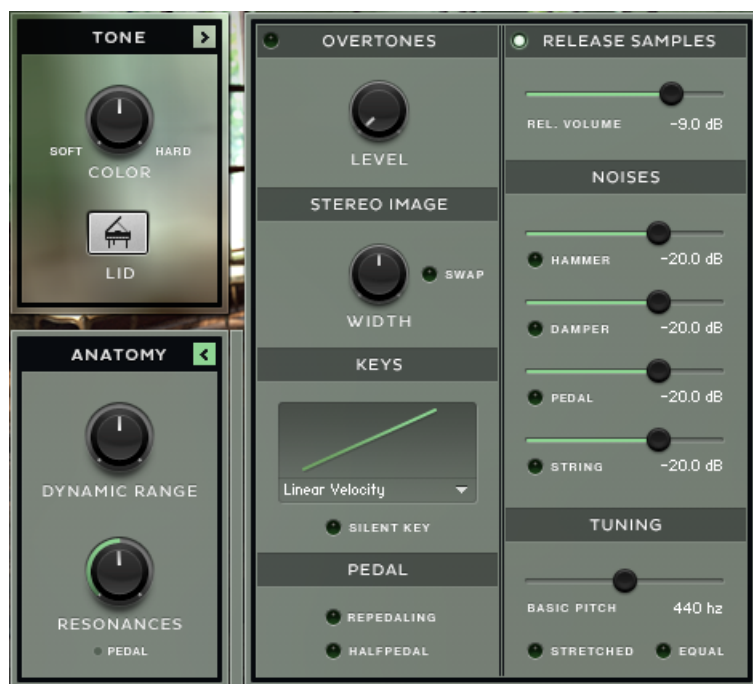 TONE
SOFT
HARD
COLOR
LID
ANATOMY
DYNAMIC RANGE
RESONANCES
PEDAL
OVERTONES
LEVEL
STEREO IMAGE
SWAP
WIDTH
KEYS
Linear Velocity
SILENT KEY
PEDAL
REPEDALING
HALFPEDAL
RELEASE SAMPLES
REL. VOLUME -9.0 dB
NOISES
HAMMER -20.0 dB
DAMPER -20.0 dB
PEDAL -20.0 dB
STRING -20.0 dB
TUNING
BASIC PITCH 440 hz
STRETCHED EQUAL